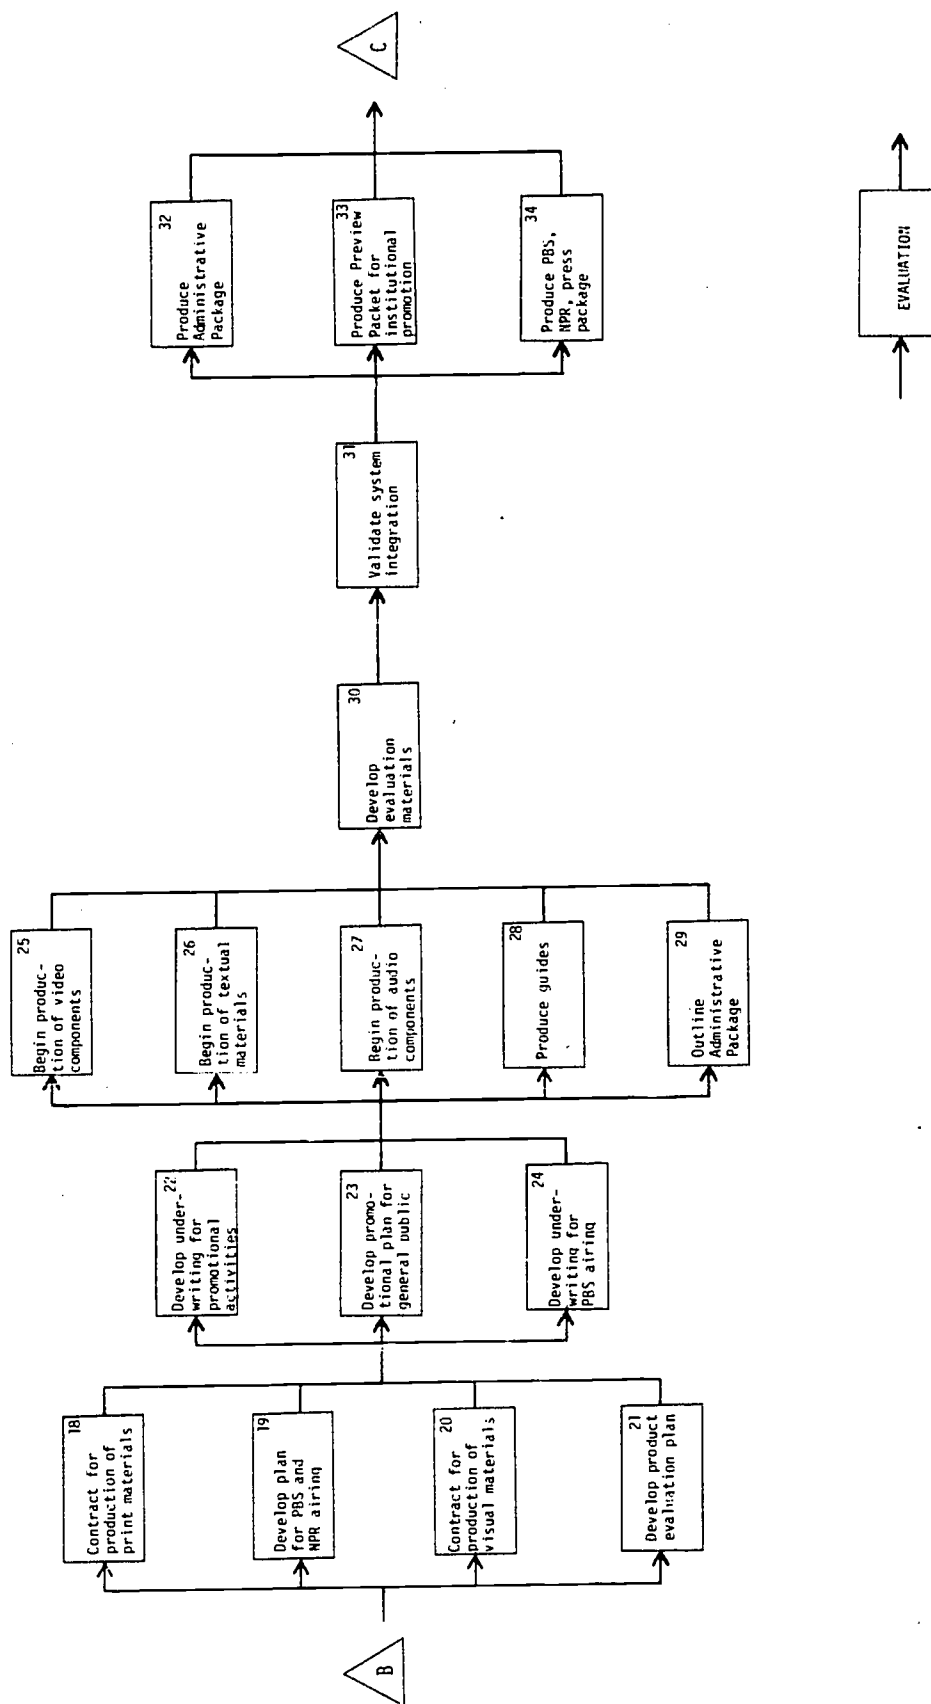 B
18
Contract for
production of
print materials
19
Develop plan
for PBS and
NPR airing
20
Contract for
production of
visual materials
21
Develop product
evaluation plan
22
Develop under-
writing for
promotional
activities
23
Develop promo-
tional plan for
general public
24
Develop under-
writing for
PBS airing
25
Begin produc-
tion of video
components
26
Begin produc-
tion of textual
materials
27
Begin produc-
tion of audio
components
28
Produce guides
29
Outline
Administrative
Package
30
Develop
evaluation
materials
31
Validate system
integration
32
Produce
Administrative
Package
33
Produce Preview
Packet for
institutional
promotion
34
Produce PBS,
NPR, press
package
C
EVALUATION